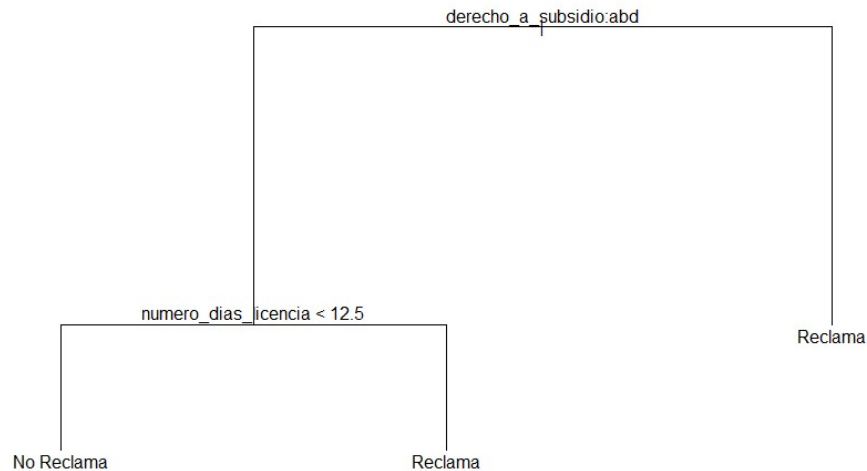 derecho_a_subsidio:abd
numero_dias_licencia < 12.5
Reclama
No Reclama
Reclama